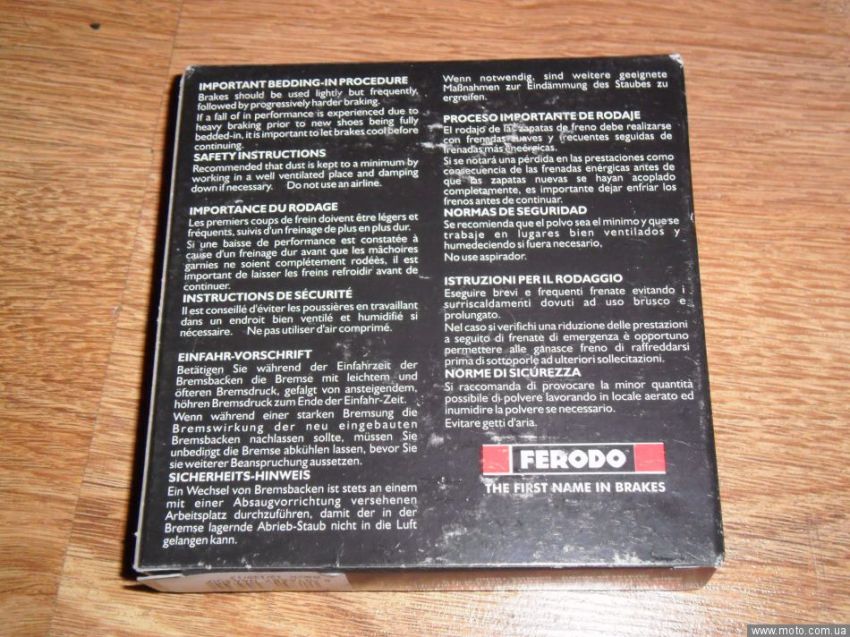 IMPORTANT BEDDING-IN PROCEDURE
Brakes should be used lightly but frequently,
followed by progressively harder braking.
If a fall of in performance is experienced due to
heavy braking prior to new shoes being fully
bedded-in, it is important to let brakes cool before
continuing.
SAFETY INSTRUCTIONS
Recommended that dust is kept to a minimum by
working in a well ventilated place and damping
down if necessary. Do not use an airline.
IMPORTANCE DU RODAGE
Les premiers coups de frein doivent être légers et
fréquents, suivis d'un freinage de plus en plus dur.
Si une baisse de performance est constatée à
cause d'un freinage dur avant que les mâchoires
garnies ne soient complétement rodéès, il est
important de laisser les freins refroidir avant de
continuer.
INSTRUCTIONS DE SÉCURITÉ
Il est conseillé d'éviter les poussières en travaillant
dans un endroit bien ventilé et humidifié si
nécessaire. Ne pas utiliser d'air comprimé.
EINFAHR-VORSCHRIFT
Betätigen Sie während der Einfahrzeit der
Bremsbacken die Bremse mit leichtem und
öfteren Bremsdruck, gefalgt von ansteigendem,
höhren Bremsdruck zum Ende der Einfahr-Zeit.
Wenn während einer starken Bremsung die
Bremswirkung der neu eingebauten
Bremsbacken nachlassen sollte, müssen Sie
unbedingt die Bremse abkühlen lassen, bevor Sie
sie weiterer Beanspruchung aussetzen.
SICHERHEITS-HINWEIS
Ein Wechsel von Bremsbacken ist stets an einem
mit einer Absaugvorrichtung versehenen
Arbeitsplatz durchzuführen, damit der in der
Bremse lagernde Abrieb-Staub nicht in die Luft
gelangen kann.
Wenn notwendig, sind weitere geeignete
Maßnahmen zur Eindämmung des Staubes zu
ergreifen.
PROCESO IMPORTANTE DE RODAJE
El rodajo de las zapatas de freno debe realizarse
con frenadas suaves y frecuentes seguidas de
frenadas más eneérgicas.
Si se notará una pérdida en las prestaciones como
consecuencia de las frenadas enérgicas antes de
que las zapatas nuevas se hayan acoplado
completamente, es importante dejar enfriar los
frenos antes de continuar.
NORMAS DE SEGURIDAD
Se recomienda que el polvo sea el minimo y que se
trabaje en lugares bien ventilados y
humedeciendo si fuera necesario,
No use aspirador.
ISTRUZIONI PER IL RODAGGIO
Eseguire brevi e frequenti frenate evitando i
surriscaldamenti dovuti ad uso brusco e
prolungato.
Nel caso si verifichi una riduzione delle prestazioni
a seguito di frenate di emergenza è opportuno
permettere alle gànasce freno di raffreddarsi
prima di sottoporle ad ulteriori sollecitazioni.
NORME DI SICÚREZZA
Si raccomanda di provocare la minor quantità
possibile di polvere lavorando in locale aerato ed
inumidire la polvere se necessario.
Evitare getti d'aria.
FERODO
THE FIRST NAME IN BRAKES
www.moto.com.ua